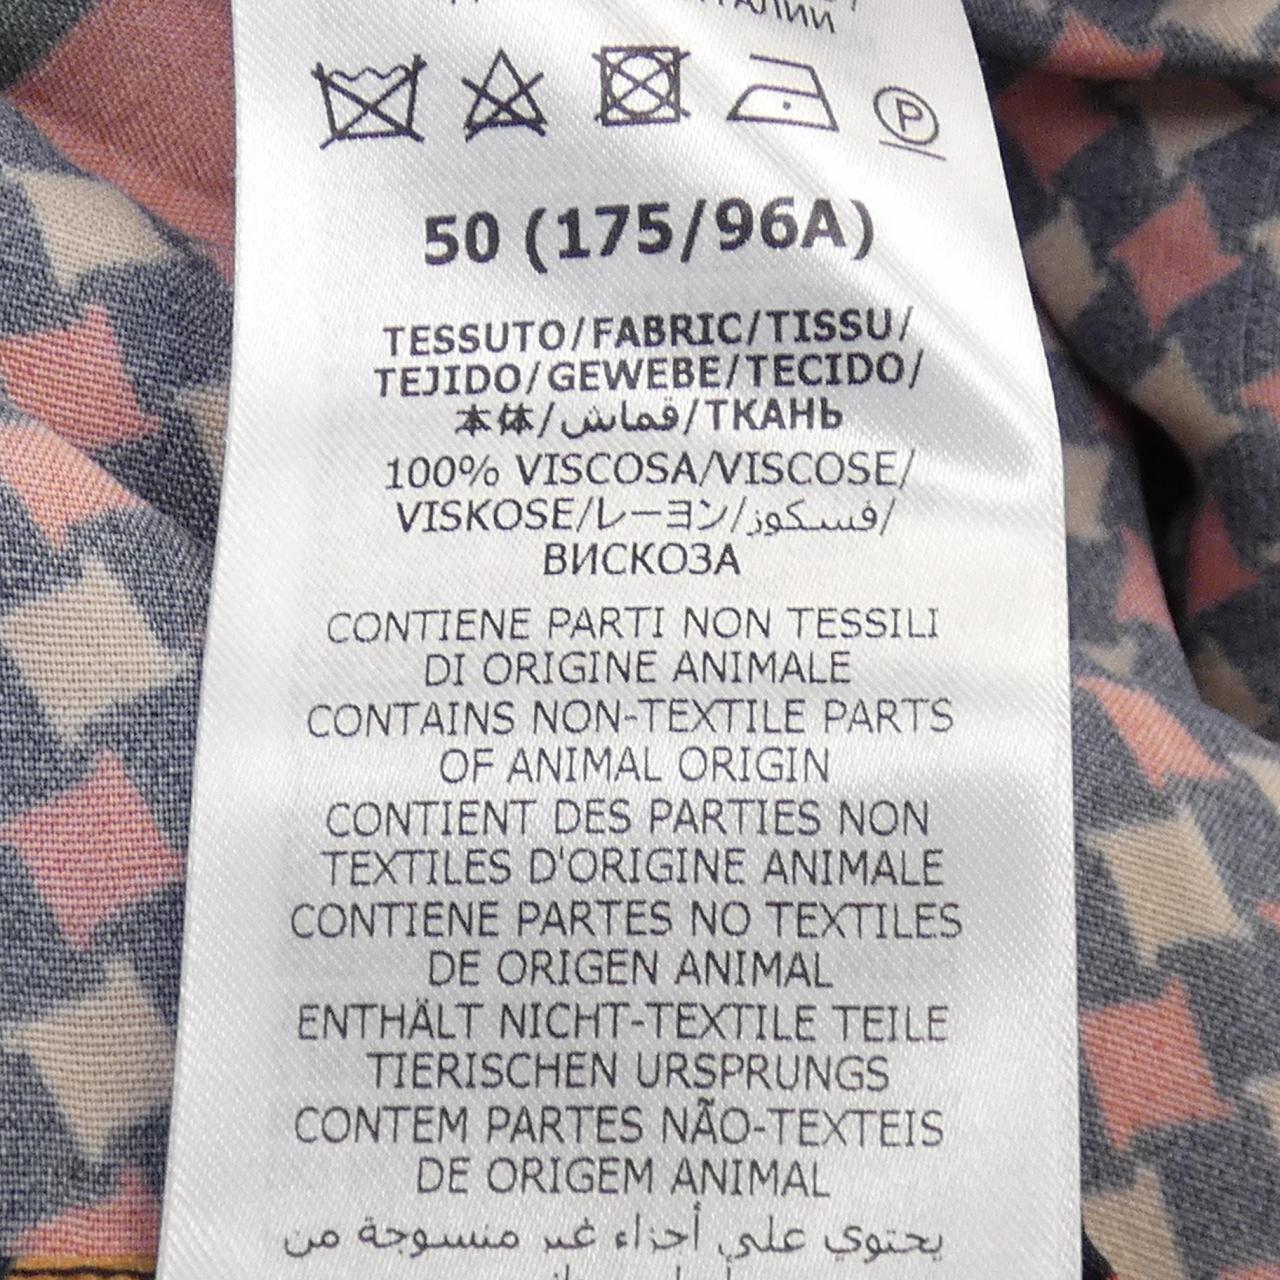 P
50 (175/96A)
TESSUTO/FABRIC/TISSU/
TEJIDO/GEWEBE/TECIDO/
本体/قماش/ТКАНЬ
100% VISCOSA/VISCOSE/
VISKOSE/レーヨン/فسكوز/
ВИСКОЗА
CONTIENE PARTI NON TESSILI
DI ORIGINE ANIMALE
CONTAINS NON-TEXTILE PARTS
OF ANIMAL ORIGIN
CONTIENT DES PARTIES NON
TEXTILES D'ORIGINE ANIMALE
CONTIENE PARTES NO TEXTILES
DE ORIGEN ANIMAL
ENTHÄLT NICHT-TEXTILE TEILE
TIERISCHEN URSPRUNGS
CONTEM PARTES NÃO-TEXTEIS
DE ORIGEM ANIMAL
يحتوي على أجزاء غير منسوجة من